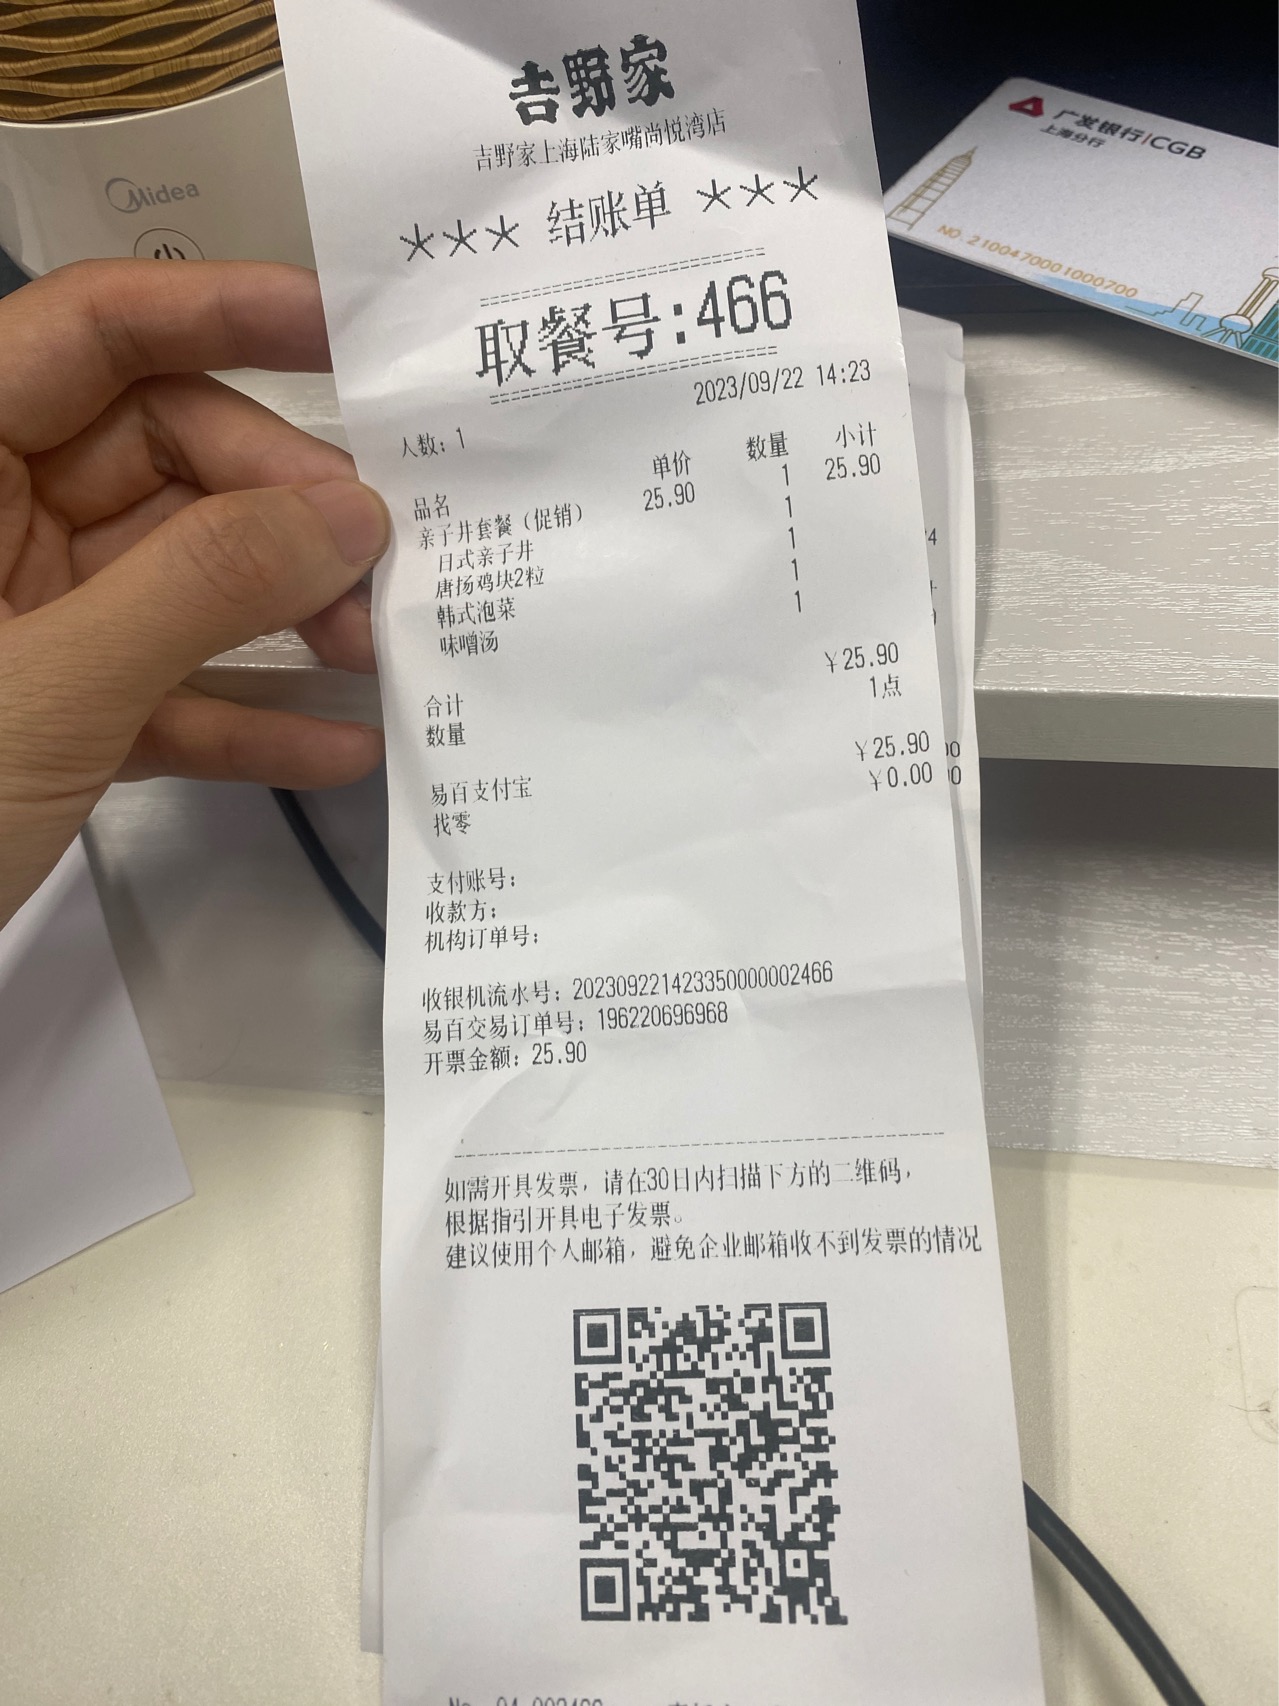 吉野家
吉野家上海陆家嘴尚悦湾店
*** 结账单 ***
取餐号:466
2023/09/22 14:23
人数: 1
品名 单价 数量 小计
亲子井套餐（促销） 25.90 1 25.90
日式亲子井 1
唐扬鸡块2粒 1
韩式泡菜 1
味噌汤 1
合计 ￥25.90
数量 1点
易百支付宝 ￥25.90
找零 ￥0.00
支付账号:
收款方:
机构订单号:
收银机流水号: 202309221423350000002466
易百交易订单号: 196220696968
开票金额: 25.90
如需开具发票，请在30日内扫描下方的二维码，
根据指引开具电子发票。
建议使用个人邮箱，避免企业邮箱收不到发票的情况
Midea
广发银行|CGB
上海分行
NO. 2100470001000700